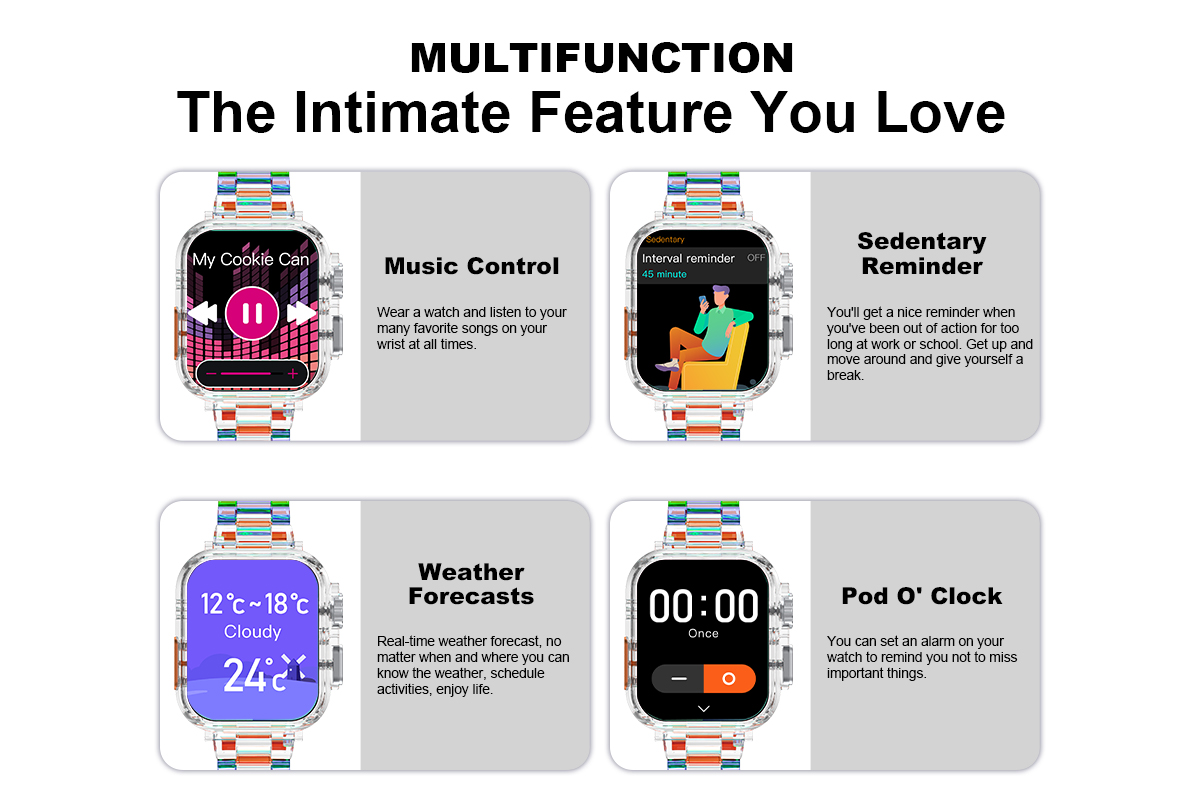 MULTIFUNCTION
The Intimate Feature You Love
My Cookie Can
Music Control
Wear a watch and listen to your
many favorite songs on your
wrist at all times.
Sedentary
Interval reminder OFF
45 minute
Sedentary
Reminder
You'll get a nice reminder when
you've been out of action for too
long at work or school. Get up and
move around and give yourself a
break.
12°c~18°c
Cloudy
24°c
Weather
Forecasts
Real-time weather forecast, no
matter when and where you can
know the weather, schedule
activities, enjoy life.
00:00
Once
Pod O' Clock
You can set an alarm on your
watch to remind you not to miss
important things.